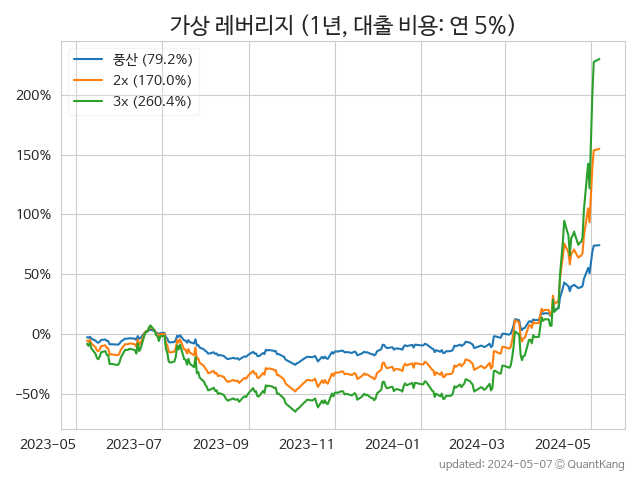 가상 레버리지 (1년, 대출 비용: 연 5%)
풍산 (79.2%)
2x (170.0%)
3x (260.4%)
200%
150%
100%
50%
0%
−50%
2023-05 2023-07 2023-09 2023-11 2024-01 2024-03 2024-05
updated: 2024-05-07 © QuantKang